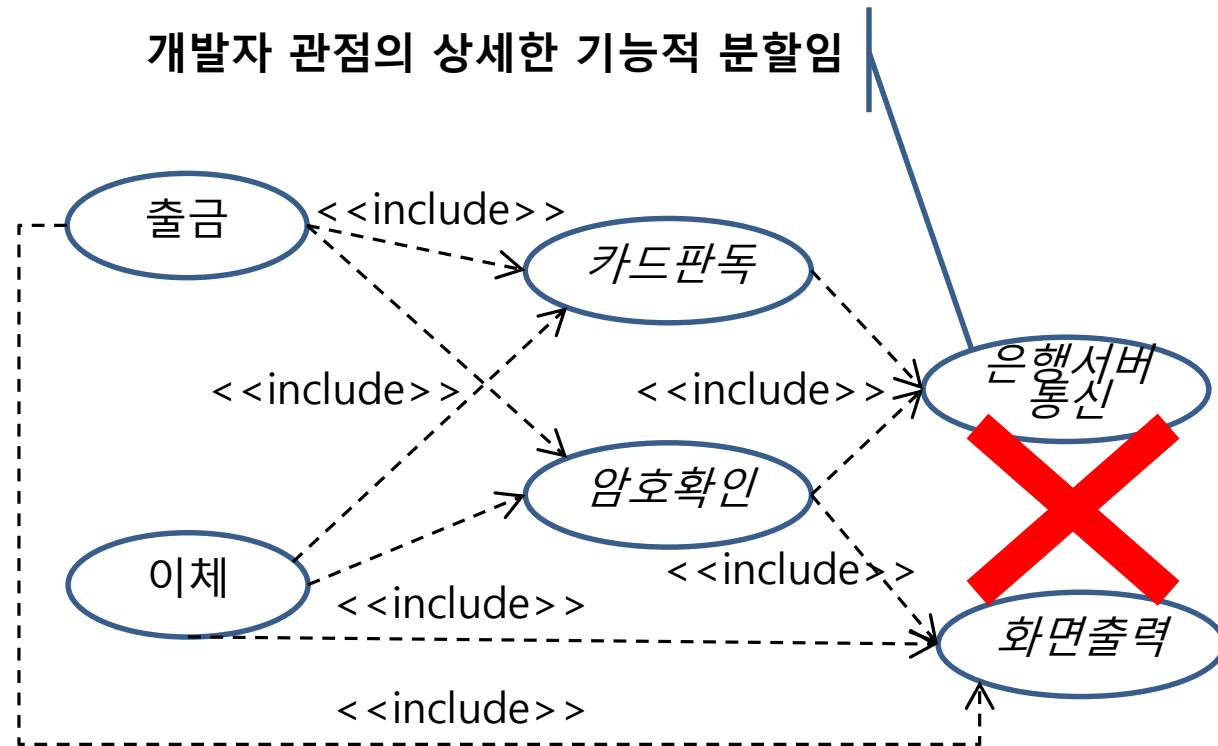 개발자 관점의 상세한 기능적 분할임
출금
<<include>>
카드판독
은행서버
통신
<<include>>
<<include>>
암호확인
이체
<<include>>
<<include>>
화면출력
<<include>>